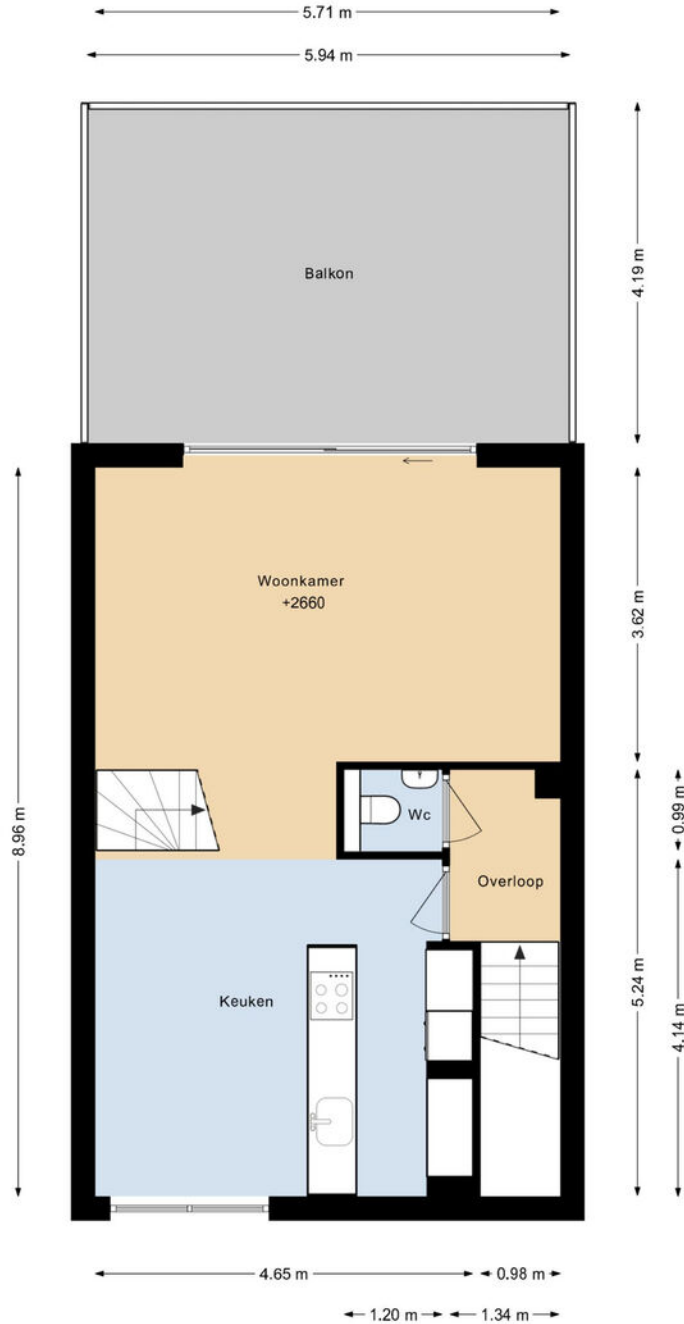 5.71 m
5.94 m
Balkon
4.19 m
Woonkamer
+2660
3.62 m
8.96 m
Wc
0.99 m
Overloop
Keuken
5.24 m
4.14 m
4.65 m
0.98 m
1.20 m
1.34 m